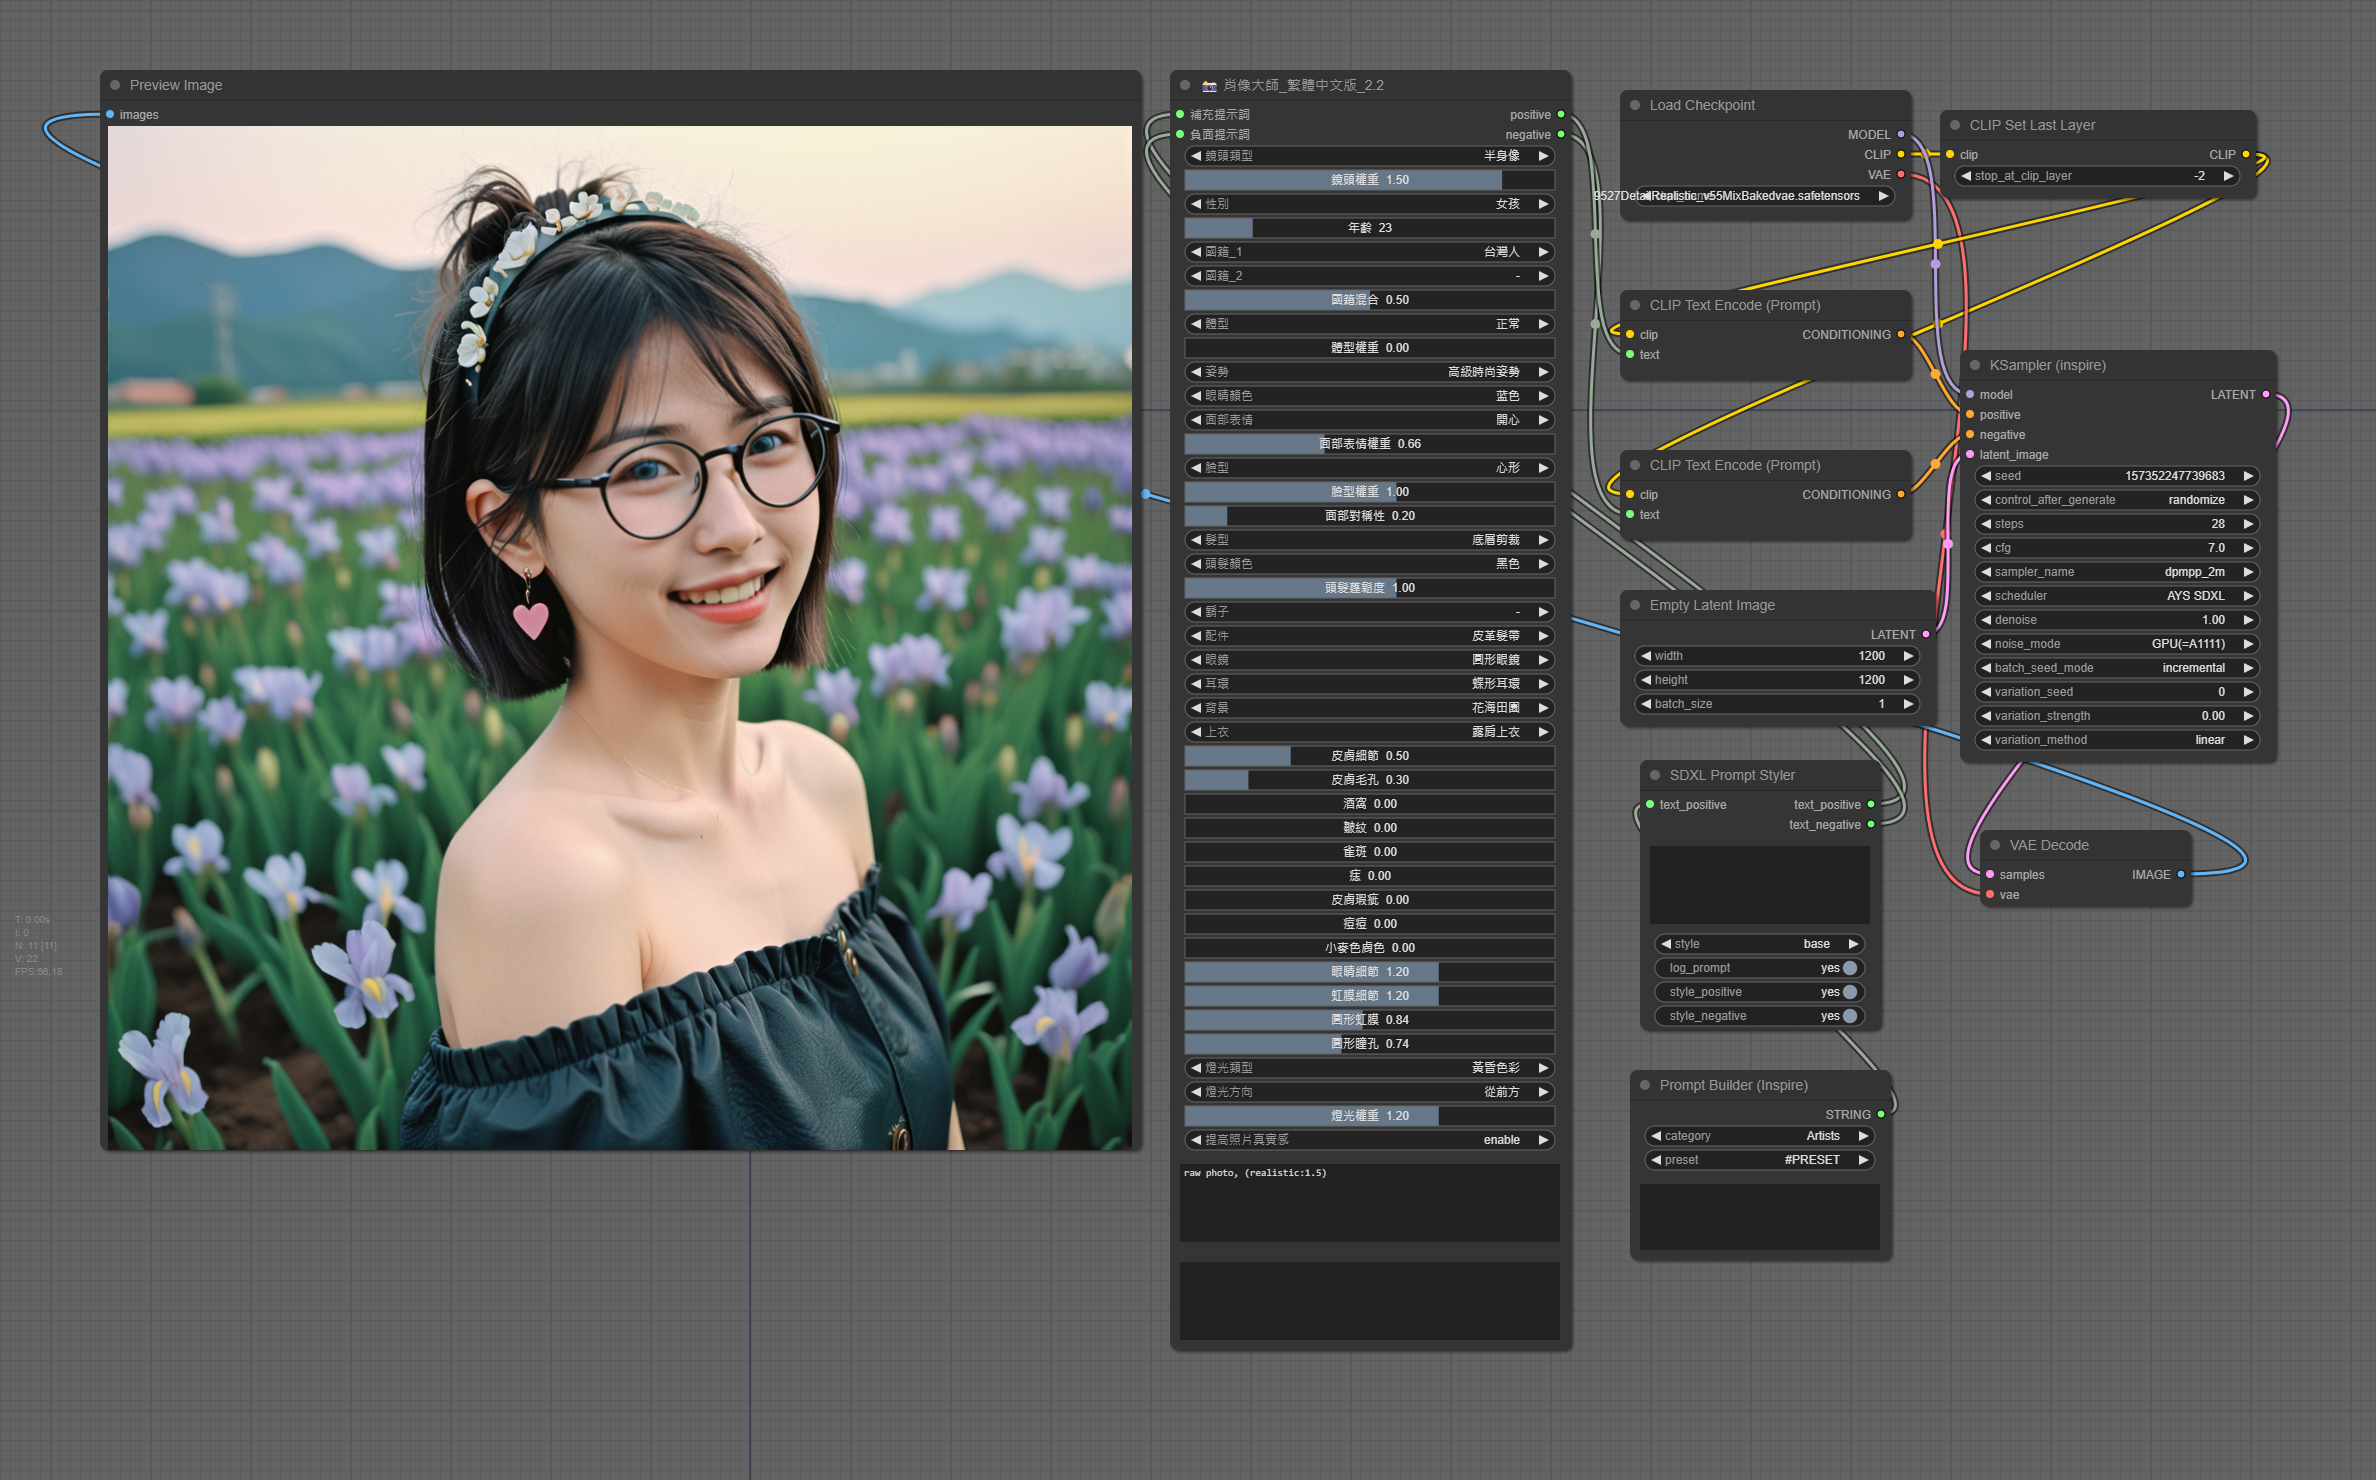 Preview Image
images
T: 0.00s
I: 0
N: 11 [11]
V: 22
FPS:56.18
肖像大師_繁體中文版_2.2
補充提示詞 positive
負面提示詞 negative
鏡頭類型 半身像
鏡頭權重 1.50
性別 女孩
年齡 23
國籍_1 台灣人
國籍_2 -
國籍混合 0.50
體型 正常
體型權重 0.00
姿勢 高級時尚姿勢
眼睛顏色 蓝色
面部表情 開心
面部表情權重 0.66
臉型 心形
臉型權重 1.00
面部對稱性 0.20
髮型 底層剪裁
頭髮顏色 黑色
頭髮蓬鬆度 1.00
鬍子 -
配件 皮革髮帶
眼鏡 圓形眼鏡
耳環 蝶形耳環
背景 花海田園
上衣 露肩上衣
皮膚細節 0.50
皮膚毛孔 0.30
酒窩 0.00
皺紋 0.00
雀斑 0.00
痣 0.00
皮膚瑕疵 0.00
痘痘 0.00
小麥色膚色 0.00
眼睛細節 1.20
虹膜細節 1.20
圓形虹膜 0.84
圓形瞳孔 0.74
燈光類型 黃昏色彩
燈光方向 從前方
燈光權重 1.20
提高照片真實感 enable
raw photo, (realistic:1.5)
Load Checkpoint
MODEL
CLIP
VAE
9527DetailRealistic_v55MixBakedvae.safetensors
CLIP Set Last Layer
clip CLIP
stop_at_clip_layer -2
CLIP Text Encode (Prompt)
clip CONDITIONING
text
CLIP Text Encode (Prompt)
clip CONDITIONING
text
Empty Latent Image
LATENT
width 1200
height 1200
batch_size 1
KSampler (inspire)
model LATENT
positive
negative
latent_image
seed 157352247739683
control_after_generate randomize
steps 28
cfg 7.0
sampler_name dpmpp_2m
scheduler AYS SDXL
denoise 1.00
noise_mode GPU(=A1111)
batch_seed_mode incremental
variation_seed 0
variation_strength 0.00
variation_method linear
SDXL Prompt Styler
text_positive text_positive
text_negative
style base
log_prompt yes
style_positive yes
style_negative yes
VAE Decode
samples IMAGE
vae
Prompt Builder (Inspire)
STRING
category Artists
preset #PRESET